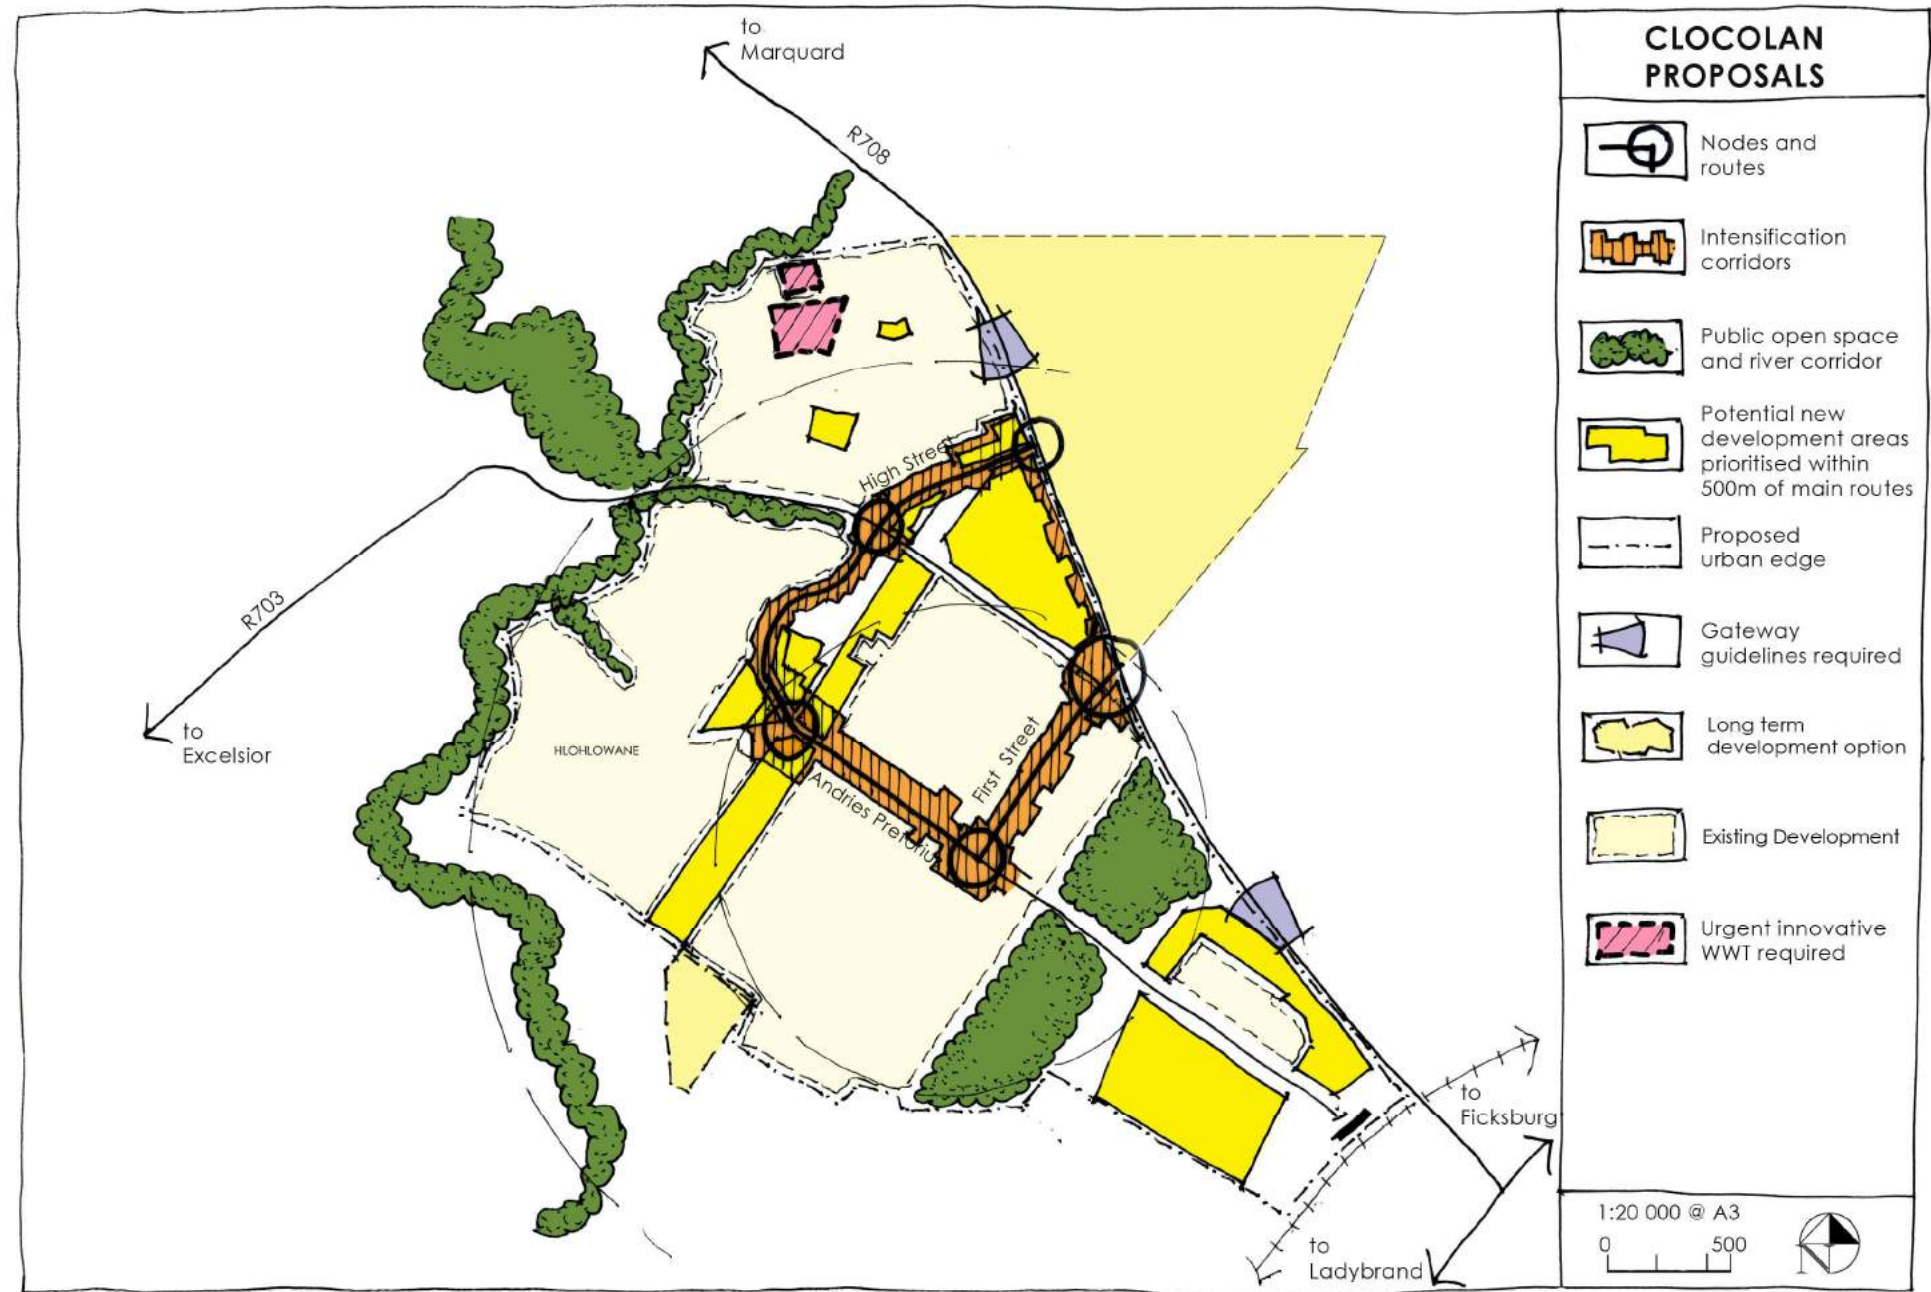 CLOCOLAN
PROPOSALS
to
Marquard
R708
High Street
R703
to
Excelsior
HLOHLOWANE
Andries Pretorius
First Street
to
Ficksburg
to
Ladybrand
Nodes and
routes
Intensification
corridors
Public open space
and river corridor
Potential new
development areas
prioritised within
500m of main routes
Proposed
urban edge
Gateway
guidelines required
Long term
development option
Existing Development
Urgent innovative
WWT required
1:20 000 @ A3
0 500
N